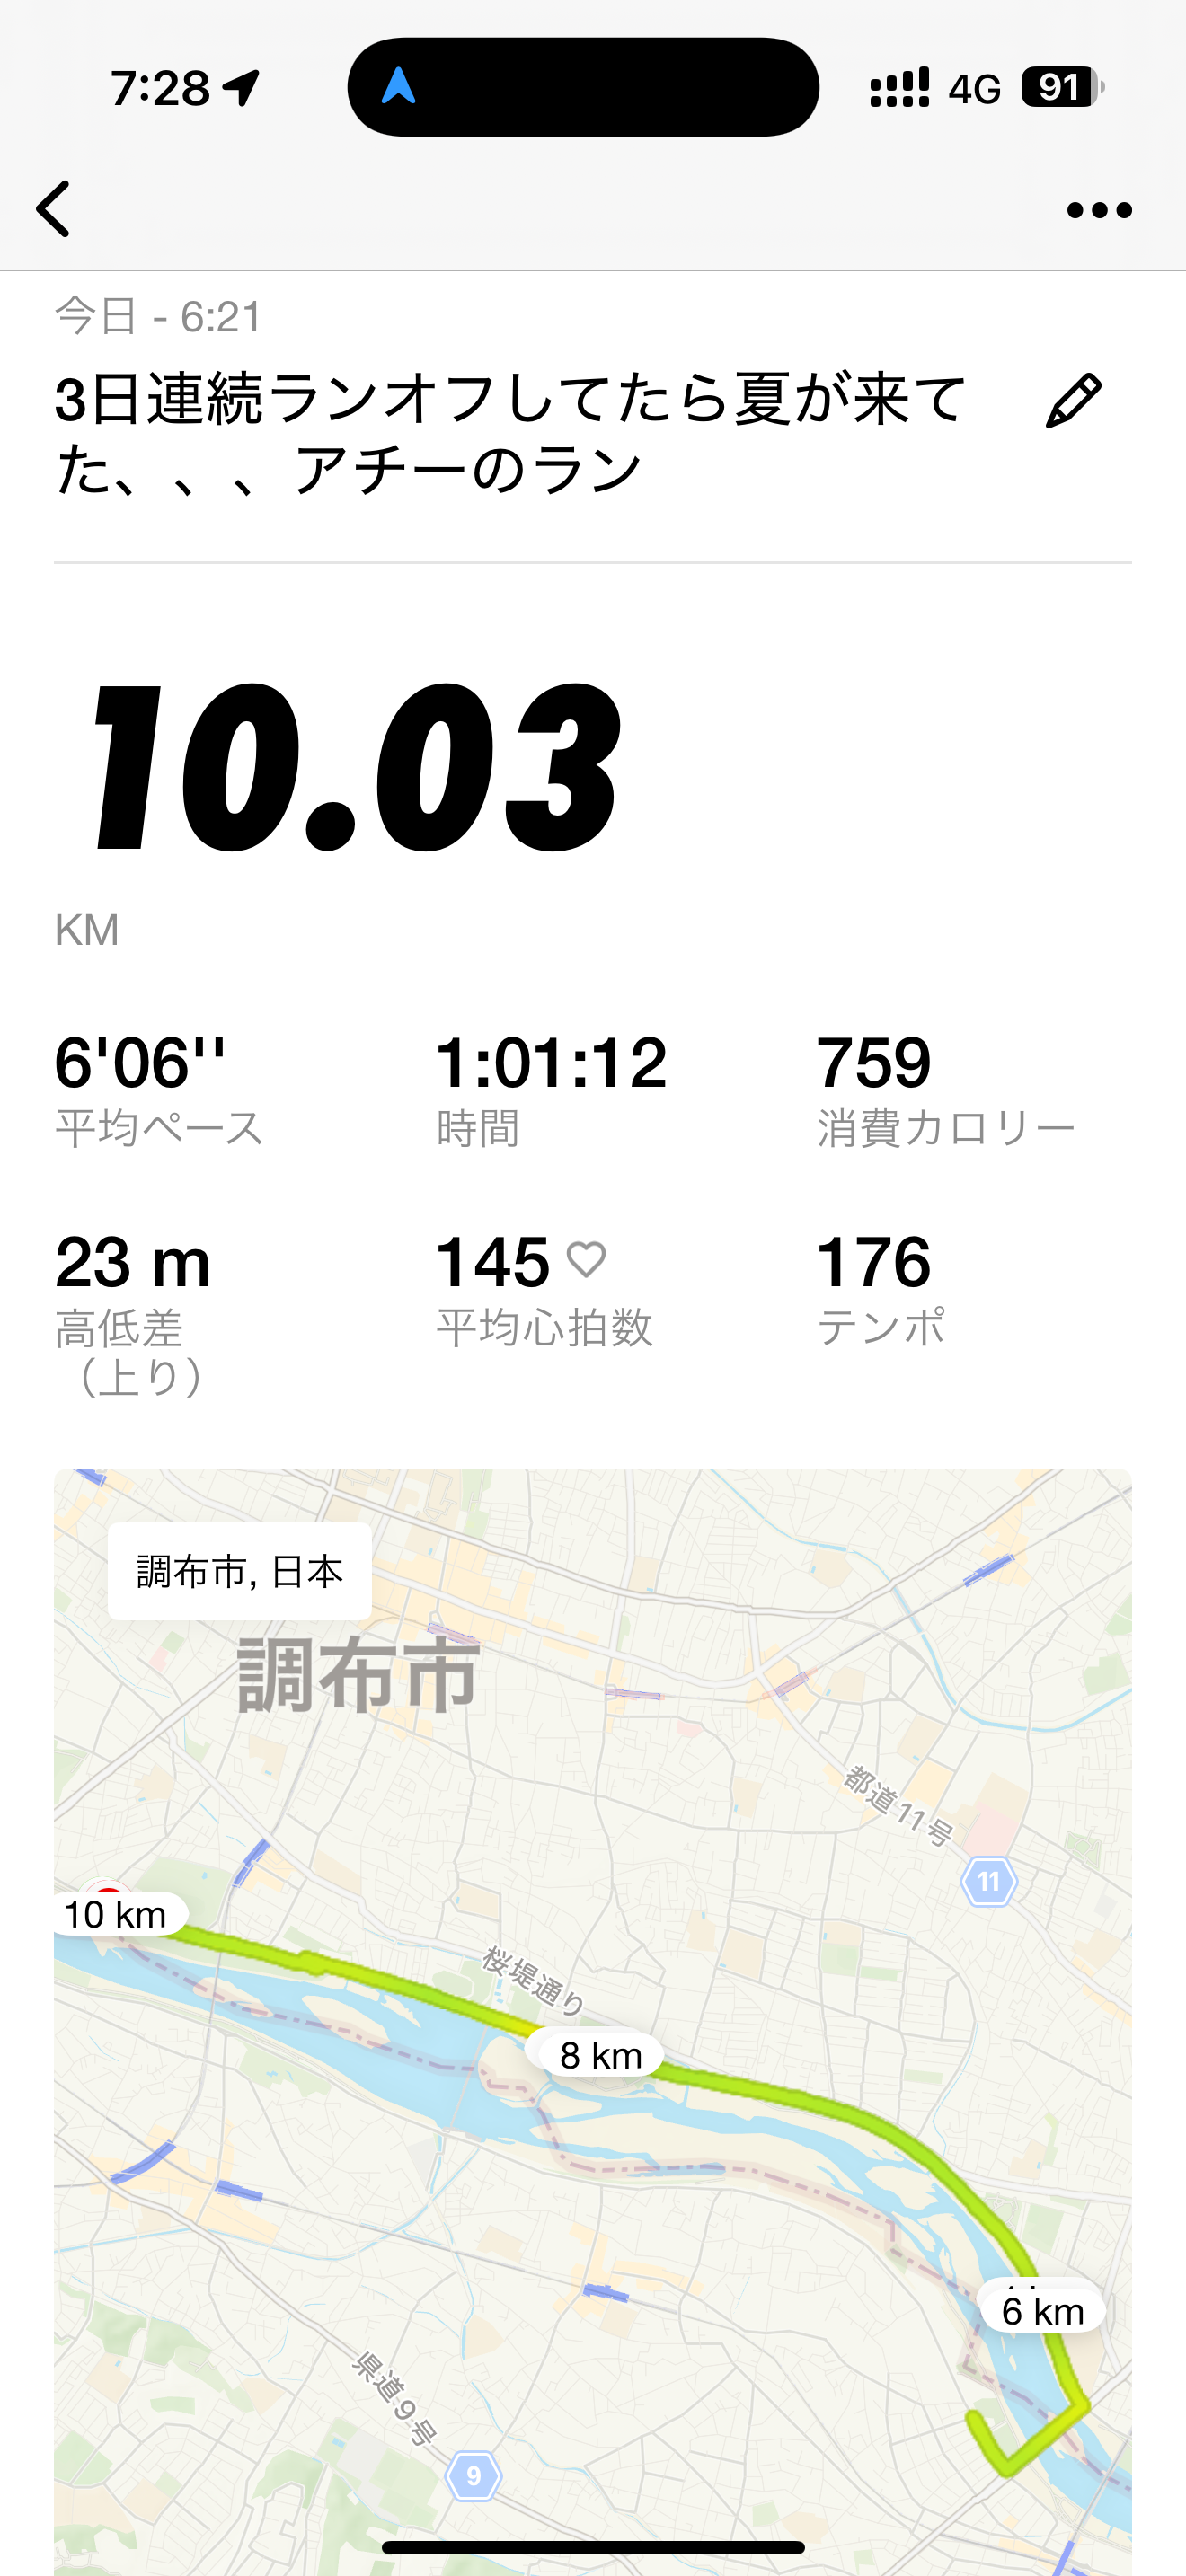 7:28
4G 91
今日 - 6:21
3日連続ランオフしてたら夏が来て
た、、、アチーのラン
10.03
KM
6'06'' 1:01:12 759
平均ペース 時間 消費カロリー
23 m 145 176
高低差 平均心拍数 テンポ
（上り）
調布市, 日本
調布市
都道11号
11
10 km
桜堤通り
8 km
6 km
県道9号
9